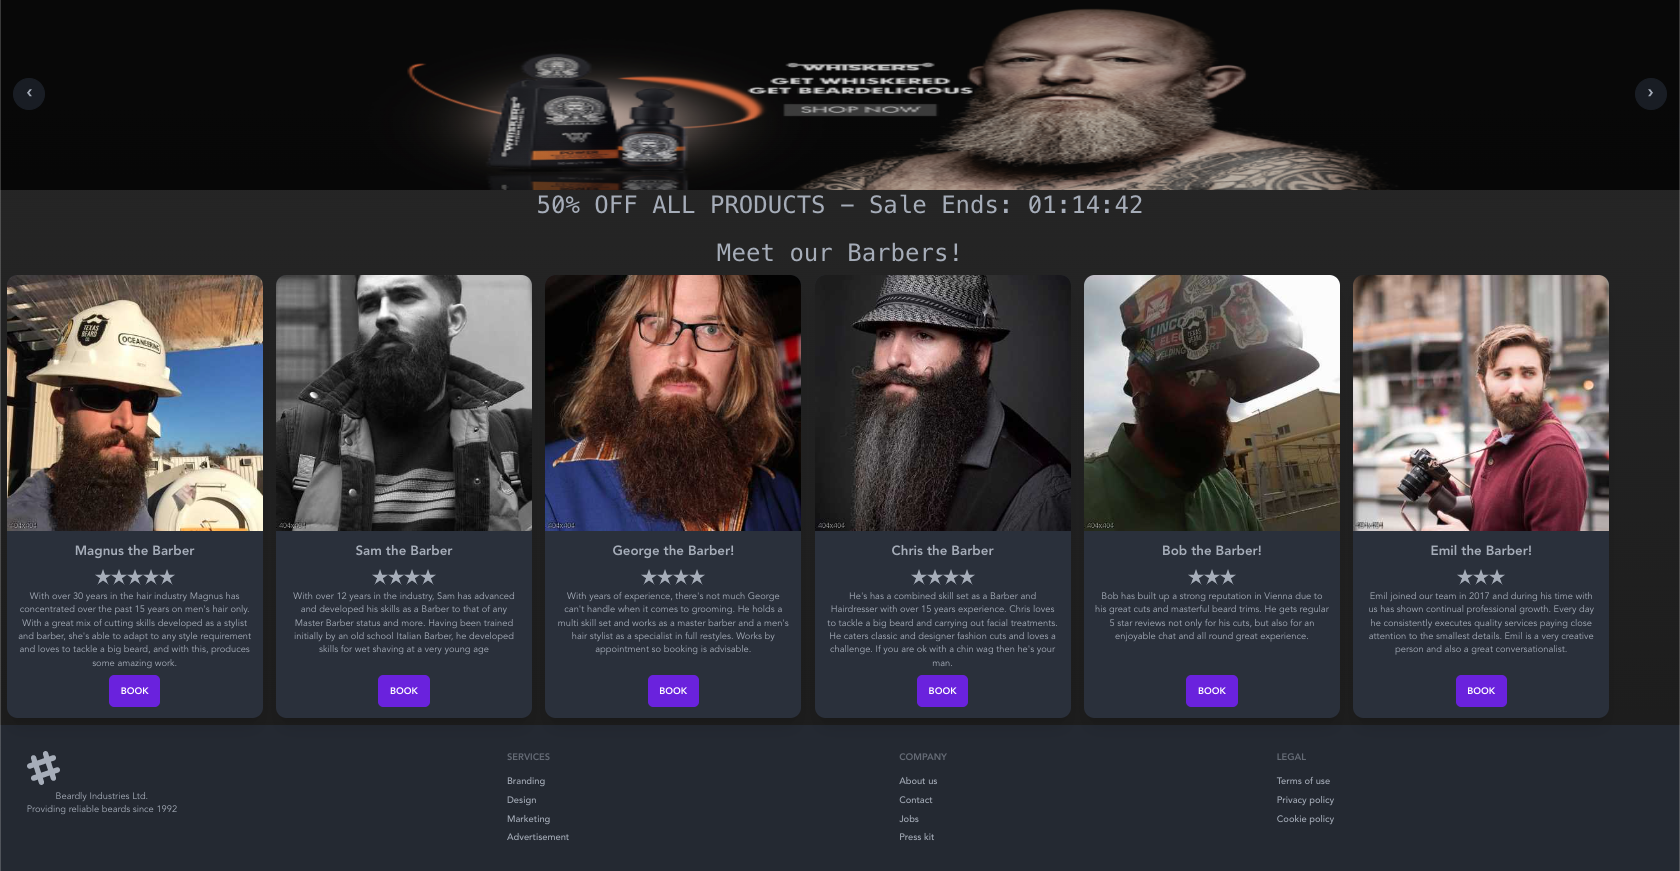 ‹
WHISKERS
GET WHISKERED
GET BEARDELICIOUS
SHOP NOW
›
WHISKERS
50% OFF ALL PRODUCTS – Sale Ends: 01:14:42
Meet our Barbers!
TEXAS
BEARD
CO
OCEANEERING
404x404
Magnus the Barber
★★★★★
With over 30 years in the hair industry Magnus has
concentrated over the past 15 years on men's hair only.
With a great mix of cutting skills developed as a stylist
and barber, she's able to adapt to any style requirement
and loves to tackle a big beard, and with this, produces
some amazing work.
BOOK
404x404
Sam the Barber
★★★★
With over 12 years in the industry, Sam has advanced
and developed his skills as a Barber to that of any
Master Barber status and more. Having been trained
initially by an old school Italian Barber, he developed
skills for wet shaving at a very young age
BOOK
404x404
George the Barber!
★★★★
With years of experience, there's not much George
can't handle when it comes to grooming. He holds a
multi skill set and works as a master barber and a men's
hair stylist as a specialist in full restyles. Works by
appointment so booking is advisable.
BOOK
404x404
Chris the Barber
★★★★
He's has a combined skill set as a Barber and
Hairdresser with over 15 years experience. Chris loves
to tackle a big beard and carrying out facial treatments.
He caters classic and designer fashion cuts and loves a
challenge. If you are ok with a chin wag then he's your
man.
BOOK
LINCOLN
ELEC
WELDING
TEXAS
BEARD
404x404
Bob the Barber!
★★★
Bob has built up a strong reputation in Vienna due to
his great cuts and masterful beard trims. He gets regular
5 star reviews not only for his cuts, but also for an
enjoyable chat and all round great experience.
BOOK
404x404
Emil the Barber!
★★★
Emil joined our team in 2017 and during his time with
us has shown continual professional growth. Every day
he consistently executes quality services paying close
attention to the smallest details. Emil is a very creative
person and also a great conversationalist.
BOOK
Beardly Industries Ltd.
Providing reliable beards since 1992
SERVICES
Branding
Design
Marketing
Advertisement
COMPANY
About us
Contact
Jobs
Press kit
LEGAL
Terms of use
Privacy policy
Cookie policy